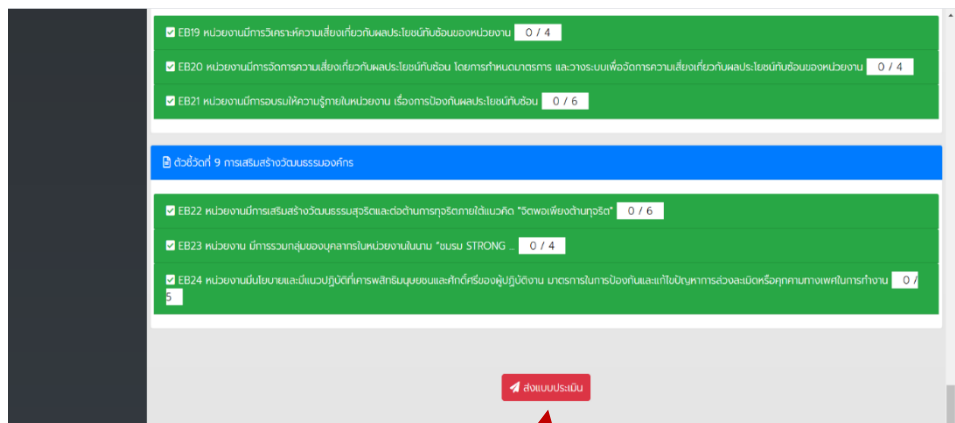 EB19 หน่วยงานมีการวิเคราะห์ความเสี่ยงเกี่ยวกับผลประโยชน์ทับซ้อนของหน่วยงาน 0 / 4
EB20 หน่วยงานมีการจัดการความเสี่ยงเกี่ยวกับผลประโยชน์ทับซ้อน โดยการกำหนดมาตรการ และวางระบบเพื่อจัดการความเสี่ยงเกี่ยวกับผลประโยชน์ทับซ้อนของหน่วยงาน 0 / 4
EB21 หน่วยงานมีการอบรมให้ความรู้ภายในหน่วยงาน เรื่องการป้องกันผลประโยชน์ทับซ้อน 0 / 6
ตัวชี้วัดที่ 9 การเสริมสร้างวัฒนธรรมองค์กร
EB22 หน่วยงานมีการเสริมสร้างวัฒนธรรมสุจริตและต่อต้านการทุจริตภายใต้แนวคิด "จิตพอเพียงต้านทุจริต" 0 / 6
EB23 หน่วยงาน มีการรวมกลุ่มของบุคลากรในหน่วยงานในนาม "ชมรม STRONG ... 0 / 4
EB24 หน่วยงานมีนโยบายและมีแนวปฏิบัติที่เคารพสิทธิมนุษยชนและศักดิ์ศรีของผู้ปฏิบัติงาน มาตรการในการป้องกันและแก้ไขปัญหาการล่วงละเมิดหรือคุกคามทางเพศในการทำงาน 0 /
5
ส่งแบบประเมิน